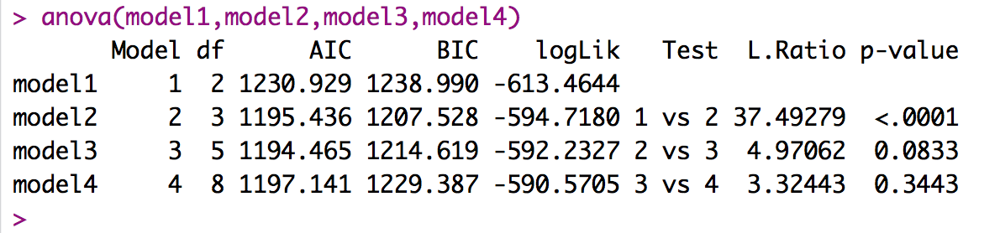 > anova(model1,model2,model3,model4)
       Model df      AIC      BIC    logLik   Test  L.Ratio p-value
model1     1  2 1230.929 1238.990 -613.4644
model2     2  3 1195.436 1207.528 -594.7180 1 vs 2 37.49279  <.0001
model3     3  5 1194.465 1214.619 -592.2327 2 vs 3  4.97062  0.0833
model4     4  8 1197.141 1229.387 -590.5705 3 vs 4  3.32443  0.3443
>